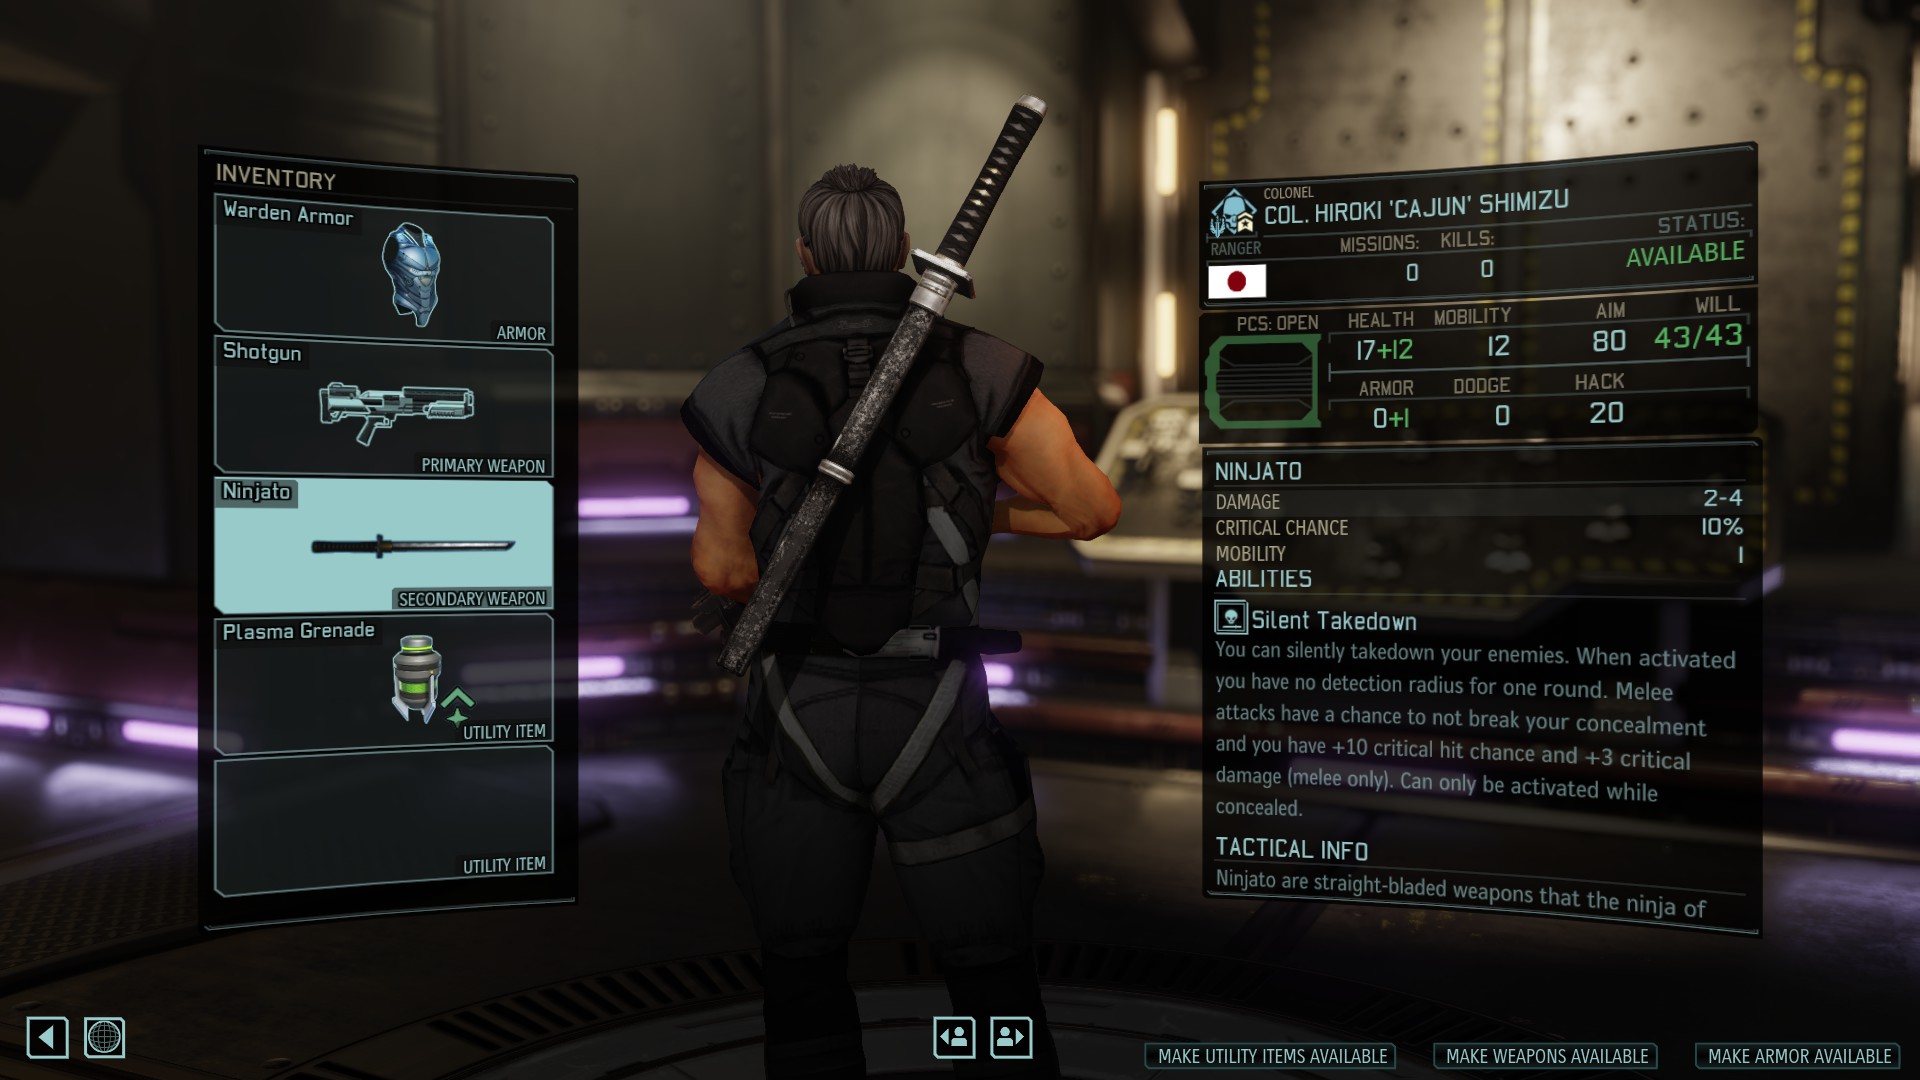 INVENTORY
Warden Armor
ARMOR
Shotgun
PRIMARY WEAPON
Ninjato
SECONDARY WEAPON
Plasma Grenade
UTILITY ITEM
UTILITY ITEM
COLONEL
COL. HIROKI 'CAJUN' SHIMIZU
RANGER
MISSIONS: KILLS: STATUS:
0 0 AVAILABLE
PCS: OPEN
HEALTH MOBILITY AIM WILL
17+12 12 80 43/43
ARMOR DODGE HACK
0+1 0 20
NINJATO
DAMAGE 2-4
CRITICAL CHANCE 10%
MOBILITY 1
ABILITIES
Silent Takedown
You can silently takedown your enemies. When activated
you have no detection radius for one round. Melee
attacks have a chance to not break your concealment
and you have +10 critical hit chance and +3 critical
damage (melee only). Can only be activated while
concealed.
TACTICAL INFO
Ninjato are straight-bladed weapons that the ninja of
MAKE UTILITY ITEMS AVAILABLE
MAKE WEAPONS AVAILABLE
MAKE ARMOR AVAILABLE